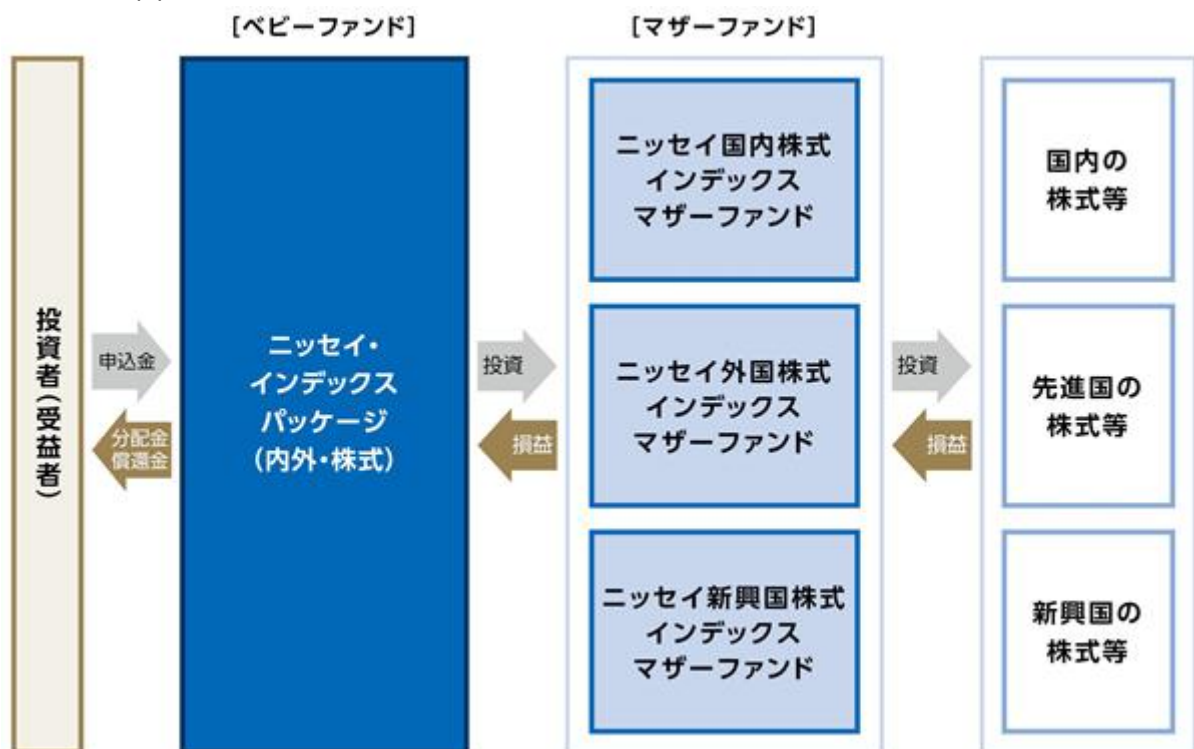 [ベビーファンド]
[マザーファンド]
投資者(受益者)
申込金
分配金
償還金
ニッセイ・
インデックス
パッケージ
(内外・株式)
投資
損益
ニッセイ国内株式
インデックス
マザーファンド
ニッセイ外国株式
インデックス
マザーファンド
ニッセイ新興国株式
インデックス
マザーファンド
投資
損益
国内の
株式等
先進国の
株式等
新興国の
株式等